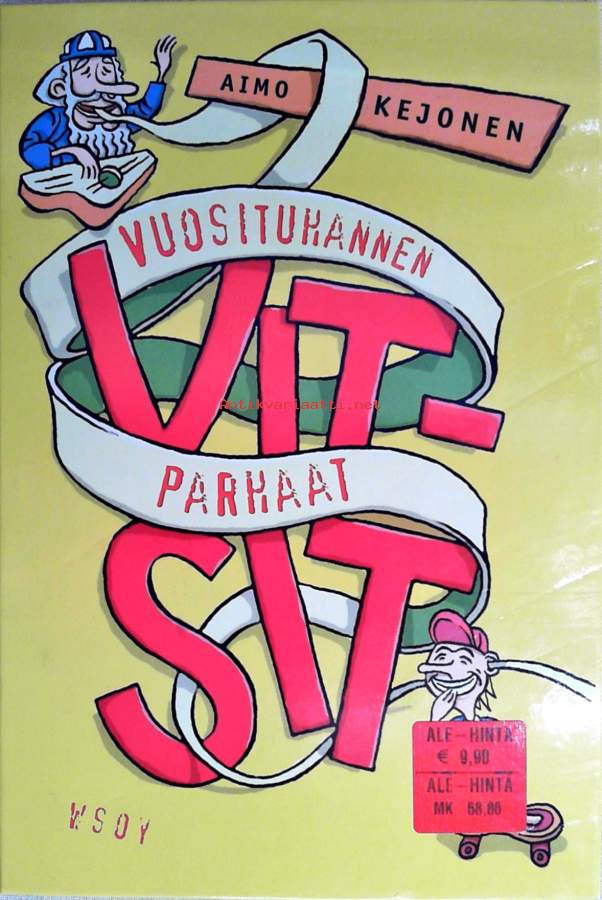 AIMO
KEJONEN
VUOSITUHANNEN
VIT-
PARHAAT
SIT
Antikvariaatti.net
ALE-HINTA
€ 9,90
ALE-HINTA
MK 58,86
WSOY